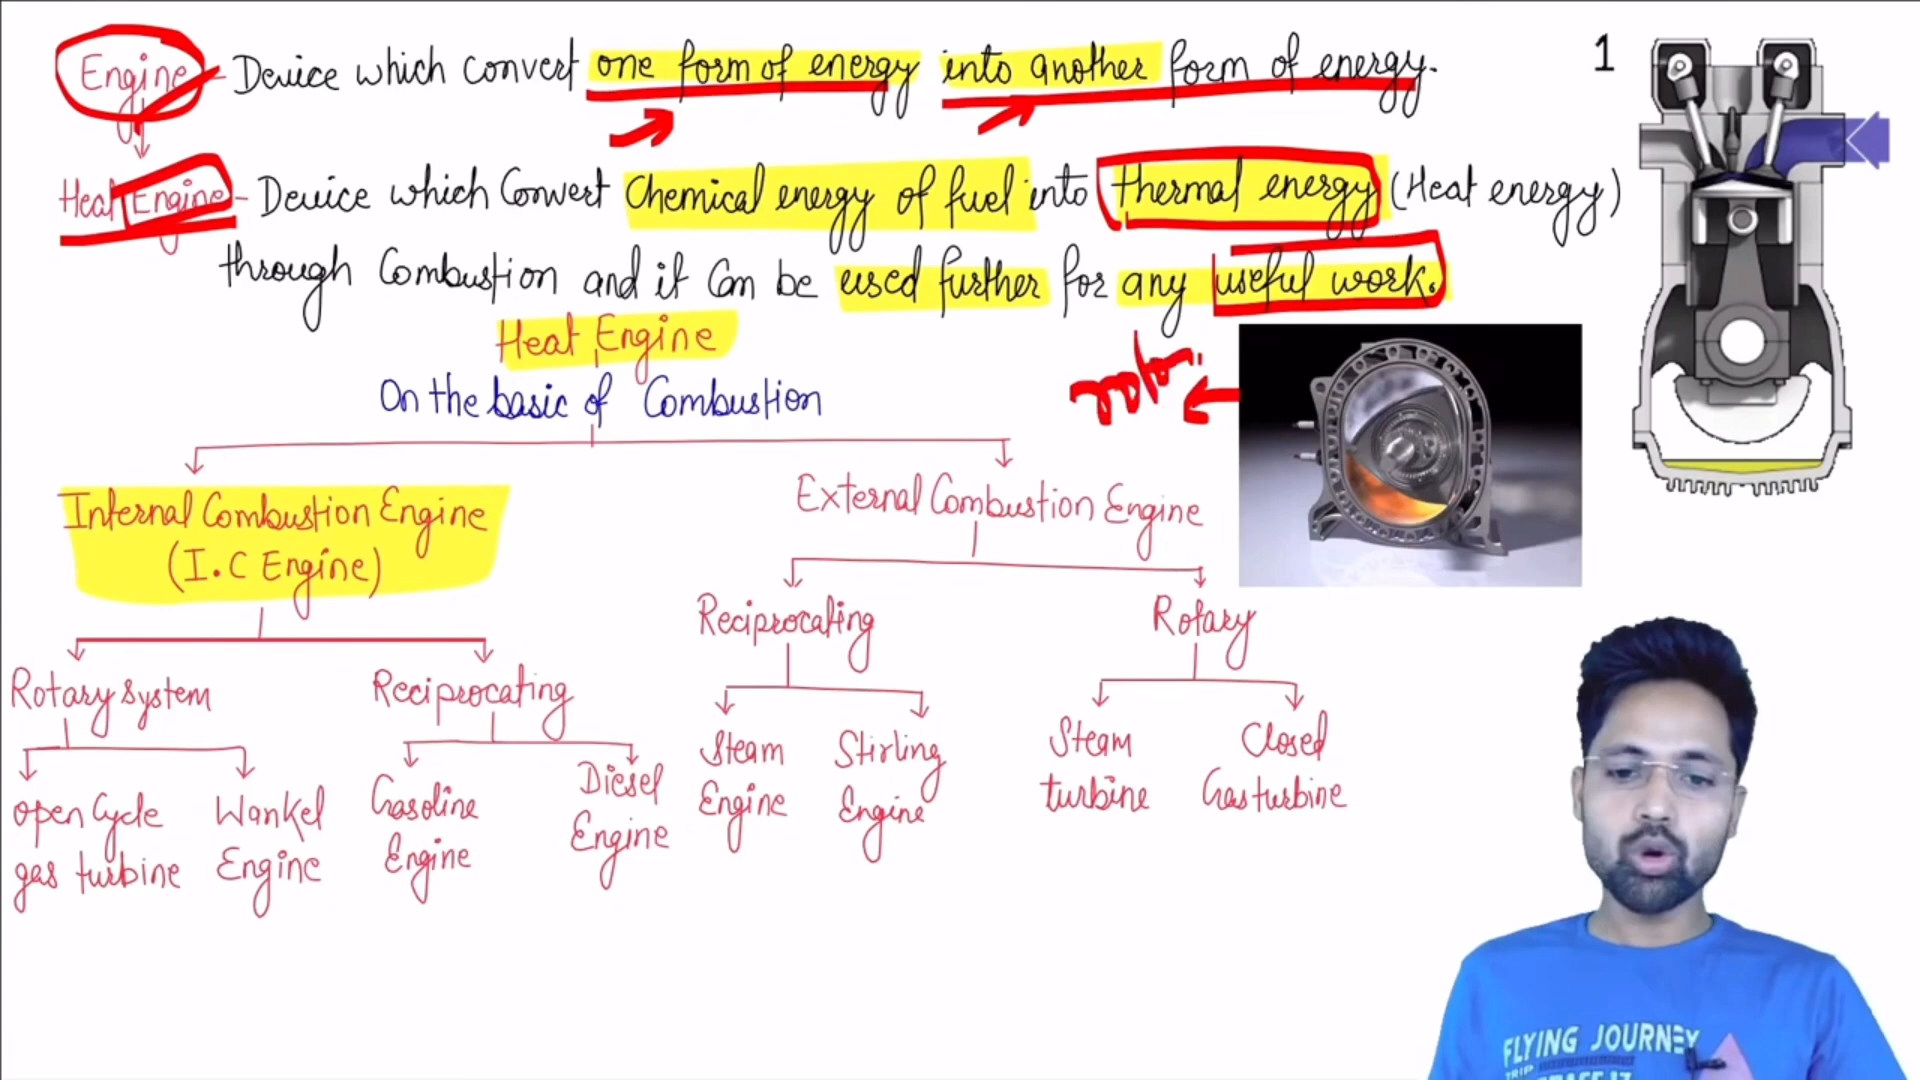 Engine - Device which convert one form of energy into another form of energy.
1
Heat Engine - Device which Convert Chemical energy of fuel into thermal energy (Heat energy)
through Combustion and it Can be used further for any useful work.
Heat Engine
rotor.
On the basic of Combustion
Internal Combustion Engine
(I.C Engine)
External Combustion Engine
Rotary system
Reciprocating
Reciprocating
Rotary
open Cycle
gas turbine
Wankel
Engine
Gasoline
Engine
Diesel
Engine
Steam
Engine
Stirling
Engine
Steam
turbine
Closed
Gas turbine
FLYING JOURNEY
TRIP